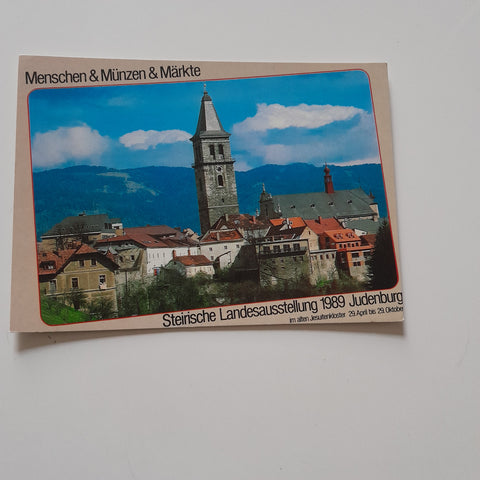 Menschen & Münzen & Märkte
Steirische Landesausstellung 1989 Judenburg
im alten Jesuitenkloster 29. April bis 29. Oktober